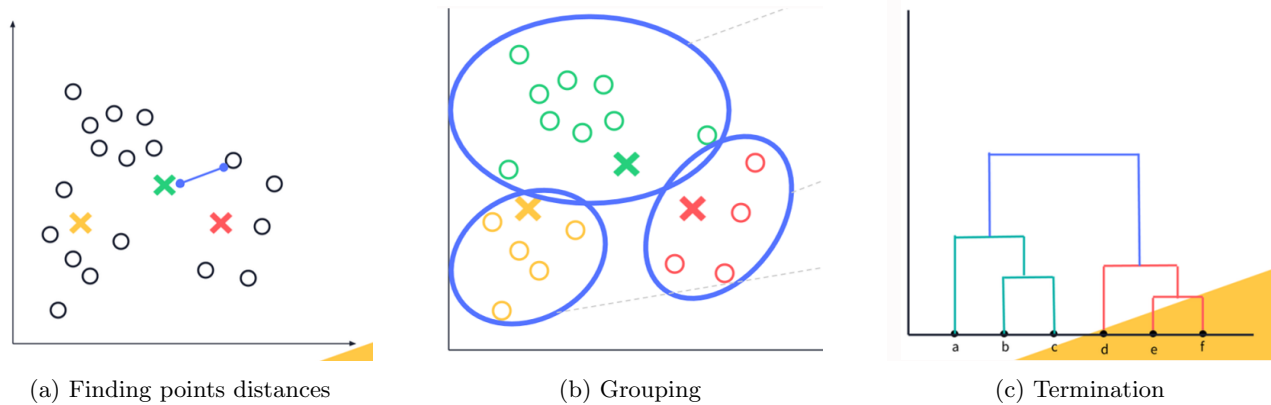 a b c d e f
(a) Finding points distances
(b) Grouping
(c) Termination